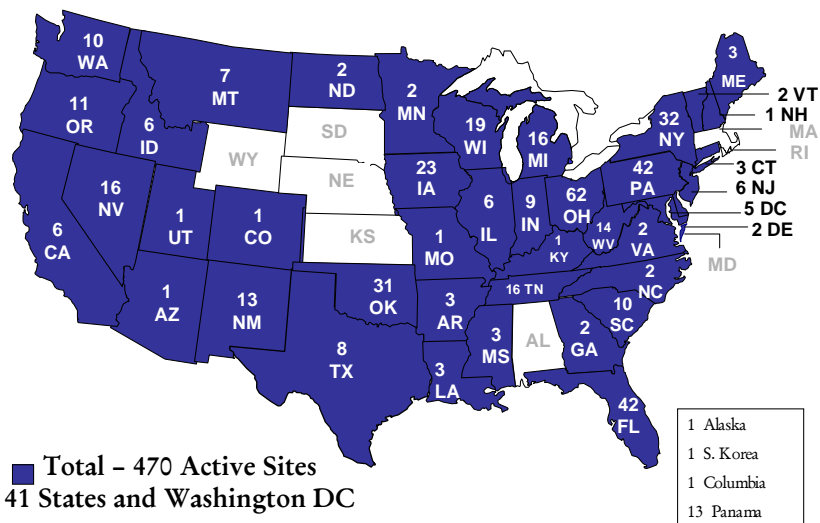 10
WA
7
MT
2
ND
2
MN
3
ME
2 VT
1 NH
MA
RI
11
OR
6
ID
WY
SD
19
WI
16
MI
32
NY
3 CT
6 NJ
5 DC
2 DE
MD
16
NV
NE
23
IA
42
PA
6
CA
1
UT
1
CO
KS
1
MO
6
IL
9
IN
62
OH
14
WV
1
KY
2
VA
2
NC
1
AZ
13
NM
31
OK
3
AR
16 TN
10
SC
8
TX
3
LA
3
MS
AL
2
GA
42
FL
Total – 470 Active Sites
41 States and Washington DC
1 Alaska
1 S. Korea
1 Columbia
13 Panama